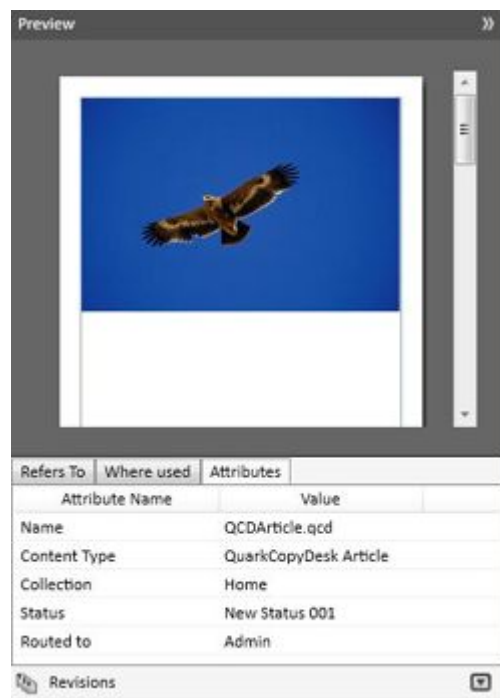 Preview
Refers To Where used Attributes
Attribute Name Value
Name QCDArticle.qcd
Content Type QuarkCopyDesk Article
Collection Home
Status New Status 001
Routed to Admin
Revisions